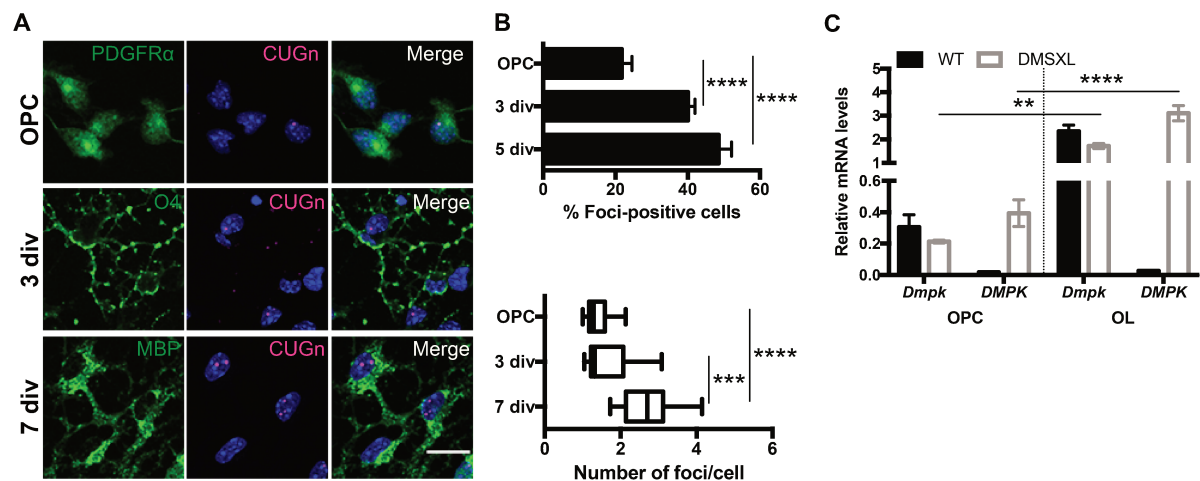 A
PDGFRα
CUGn
Merge
OPC
O4
CUGn
Merge
3 div
MBP
CUGn
Merge
7 div
B
OPC
3 div
5 div
****
****
0
20
40
60
% Foci-positive cells
OPC
3 div
7 div
***
****
0
2
4
6
Number of foci/cell
C
WT
DMSXL
Relative mRNA levels
5
4
3
2
1
0.6
0.4
0.2
0.0
**
****
Dmpk
DMPK
Dmpk
DMPK
OPC
OL